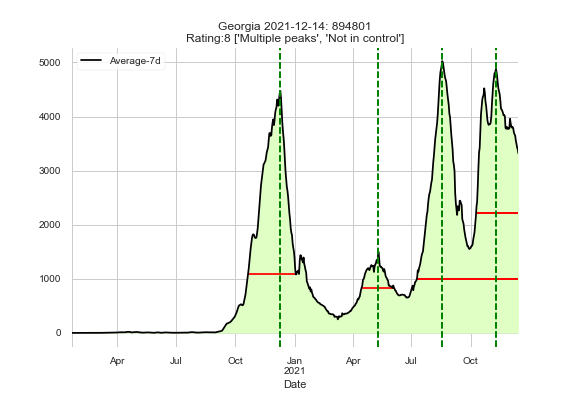 Georgia 2021-12-14: 894801
Rating:8 ['Multiple peaks', 'Not in control']
Average-7d
5000
4000
3000
2000
1000
0
Apr Jul Oct Jan Apr Jul Oct
2021
Date